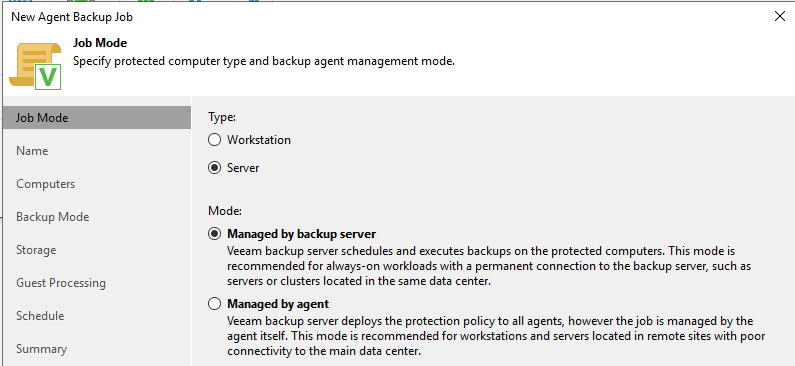 New Agent Backup Job
Job Mode
Specify protected computer type and backup agent management mode.
V
Job Mode
Name
Computers
Backup Mode
Storage
Guest Processing
Schedule
Summary
Type:
Workstation
Server
Mode:
Managed by backup server
Veeam backup server schedules and executes backups on the protected computers. This mode is
recommended for always-on workloads with a permanent connection to the backup server, such as
servers or clusters located in the same data center.
Managed by agent
Veeam backup server deploys the protection policy to all agents, however the job is managed by the
agent itself. This mode is recommended for workstations and servers located in remote sites with poor
connectivity to the main data center.